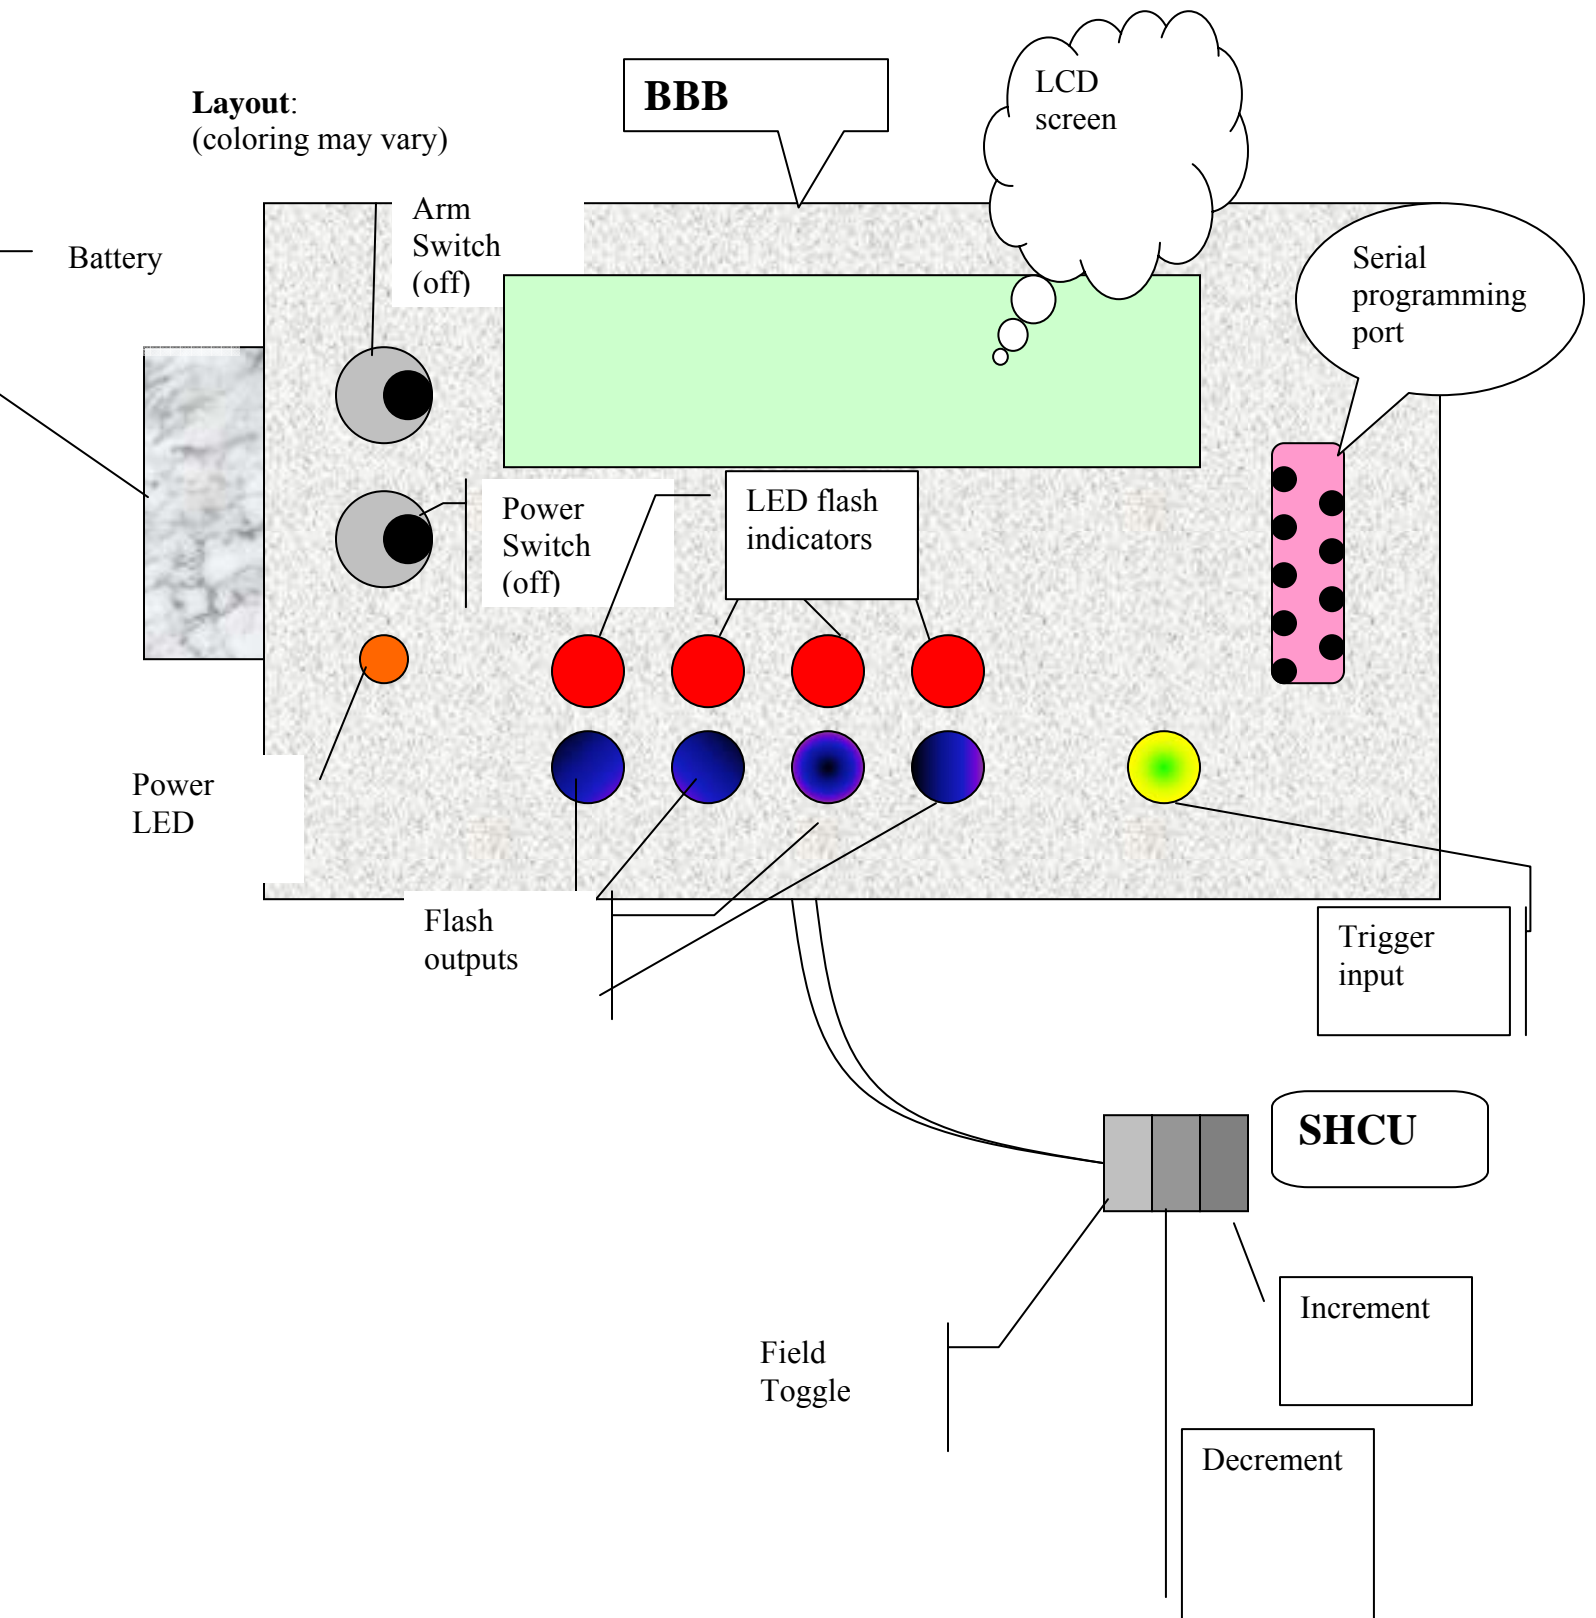 Layout:
(coloring may vary)
BBB
LCD
screen
Battery
Arm
Switch
(off)
Serial
programming
port
Power
Switch
(off)
LED flash
indicators
Power
LED
Flash
outputs
Trigger
input
SHCU
Increment
Field
Toggle
Decrement